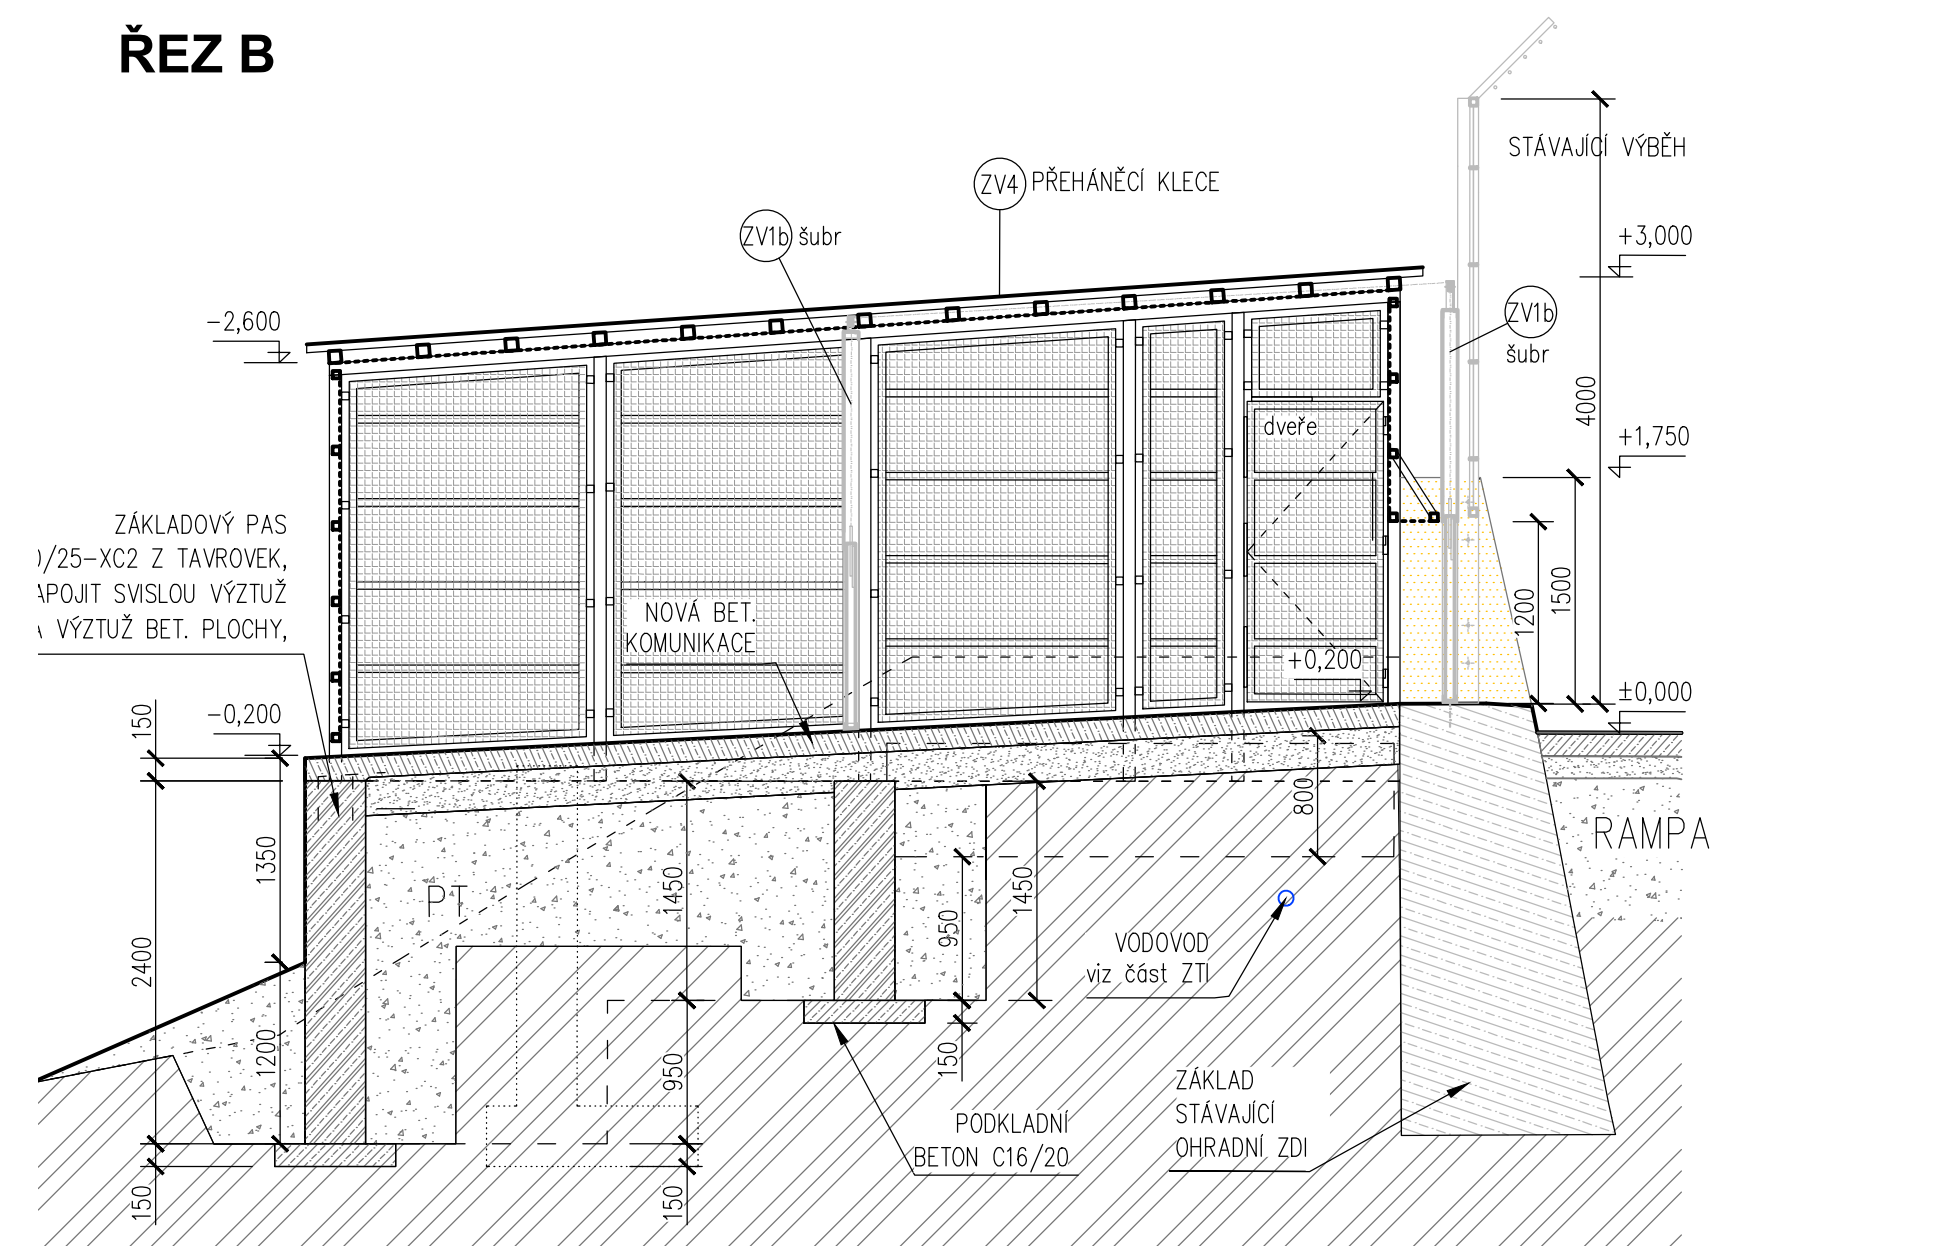 ŘEZ B
STÁVAJÍCÍ VÝBĚH
ZV4 PŘEHÁNĚCÍ KLECE
ZV1b šubr
+3,000
-2,600
ZV1b
šubr
4000
+1,750
dveře
ZÁKLADOVÝ PAS
/25-XC2 Z TAVROVEK,
APOJIT SVISLOU VÝZTUŽ
VÝZTUŽ BET. PLOCHY,
NOVÁ BET.
KOMUNIKACE
1200
1500
+0,200
±0,000
150
-0,200
800
RAMPA
1350
PT
1450
950
1450
2400
VODOVOD
viz část ZTI
1200
950
150
ZÁKLAD
STÁVAJÍCÍ
OHRADNÍ ZDI
PODKLADNÍ
BETON C16/20
150
150